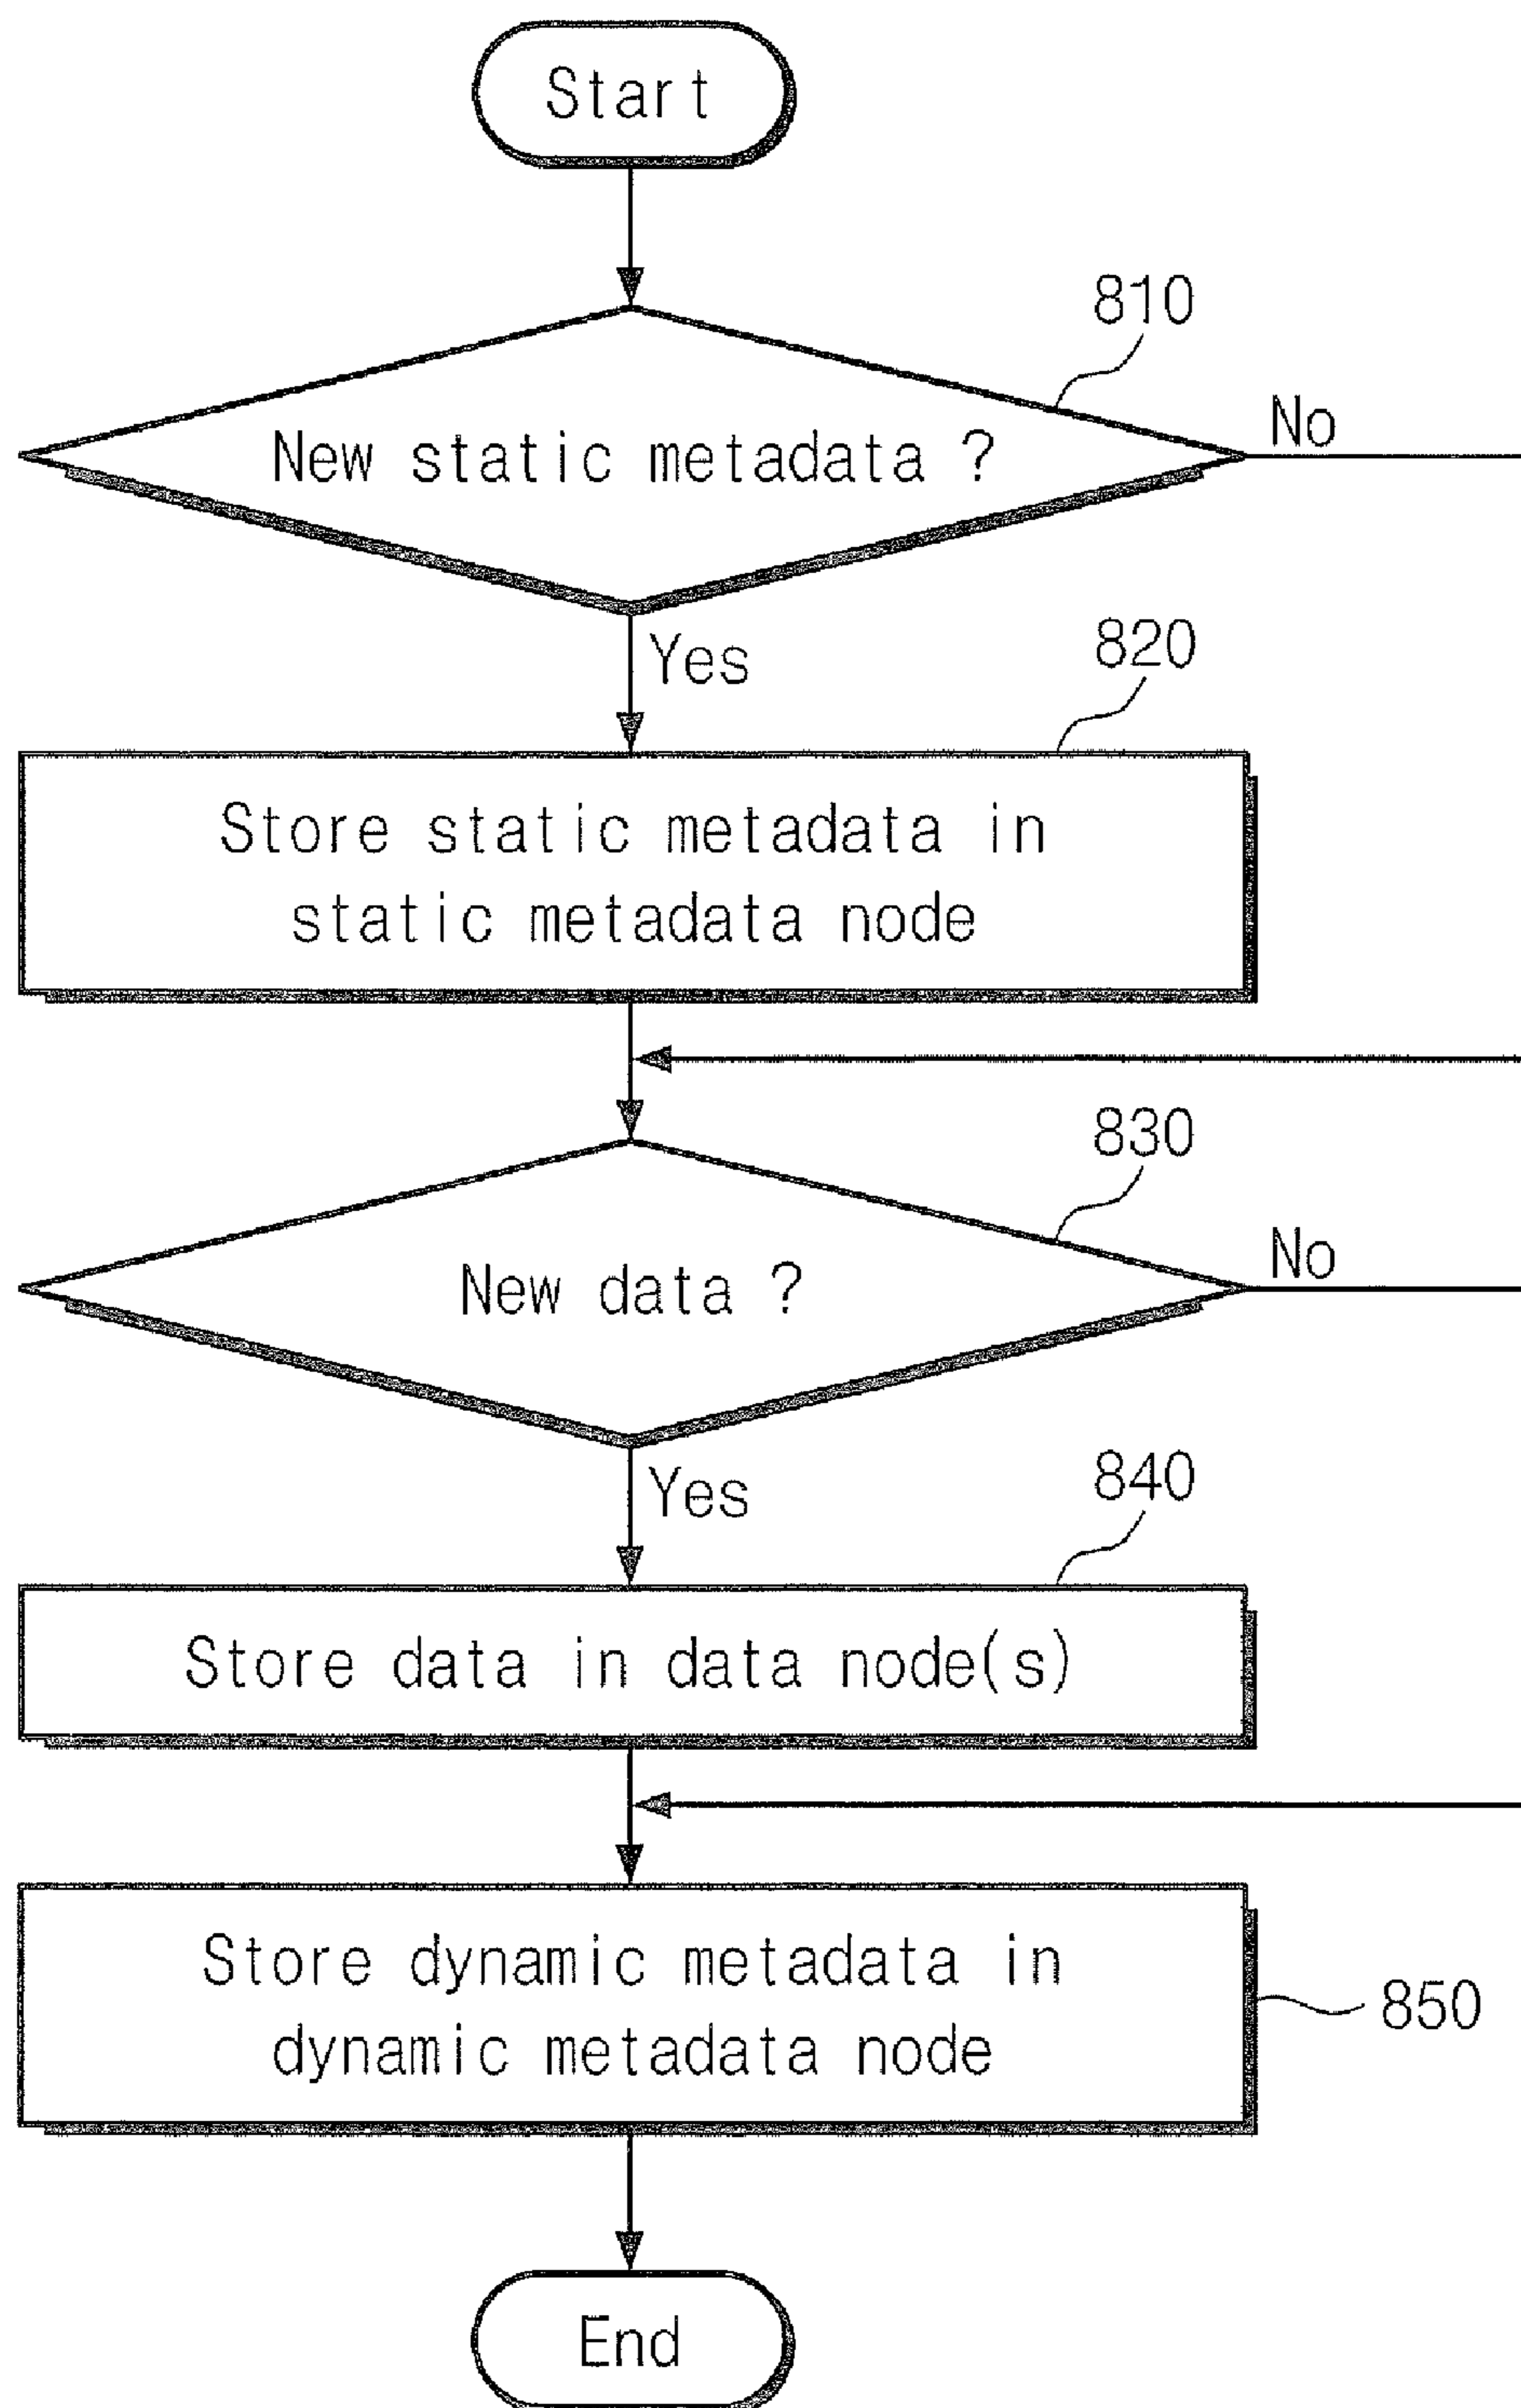 Start
810
New static metadata ?
No
Yes
820
Store static metadata in
static metadata node
830
New data ?
No
Yes
840
Store data in data node(s)
Store dynamic metadata in
dynamic metadata node
850
End